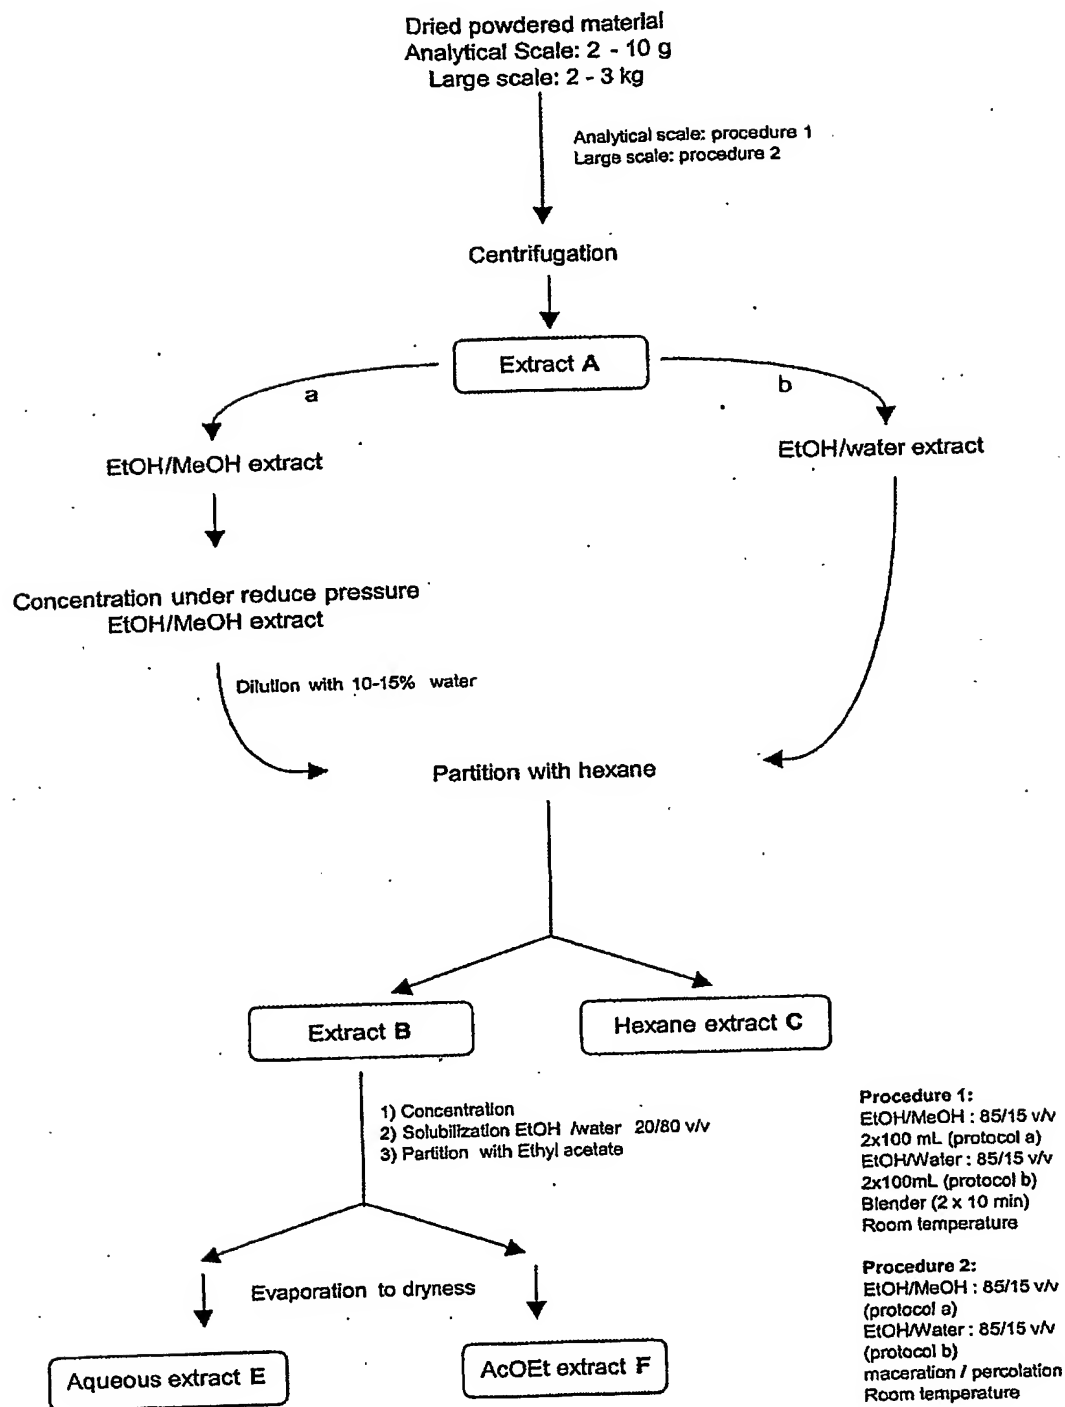 Dried powdered material
Analytical Scale: 2 - 10 g
Large scale: 2 - 3 kg
Analytical scale: procedure 1
Large scale: procedure 2
Centrifugation
Extract A
a
b
EtOH/MeOH extract
EtOH/water extract
Concentration under reduce pressure
EtOH/MeOH extract
Dilution with 10-15% water
Partition with hexane
Extract B
Hexane extract C
1) Concentration
2) Solubilization EtOH /water 20/80 v/v
3) Partition with Ethyl acetate
Evaporation to dryness
Aqueous extract E
AcOEt extract F
Procedure 1:
EtOH/MeOH : 85/15 v/v
2x100 mL (protocol a)
EtOH/Water : 85/15 v/v
2x100mL (protocol b)
Blender (2 x 10 min)
Room temperature
Procedure 2:
EtOH/MeOH : 85/15 v/v
(protocol a)
EtOH/Water : 85/15 v/v
(protocol b)
maceration / percolation
Room temperature